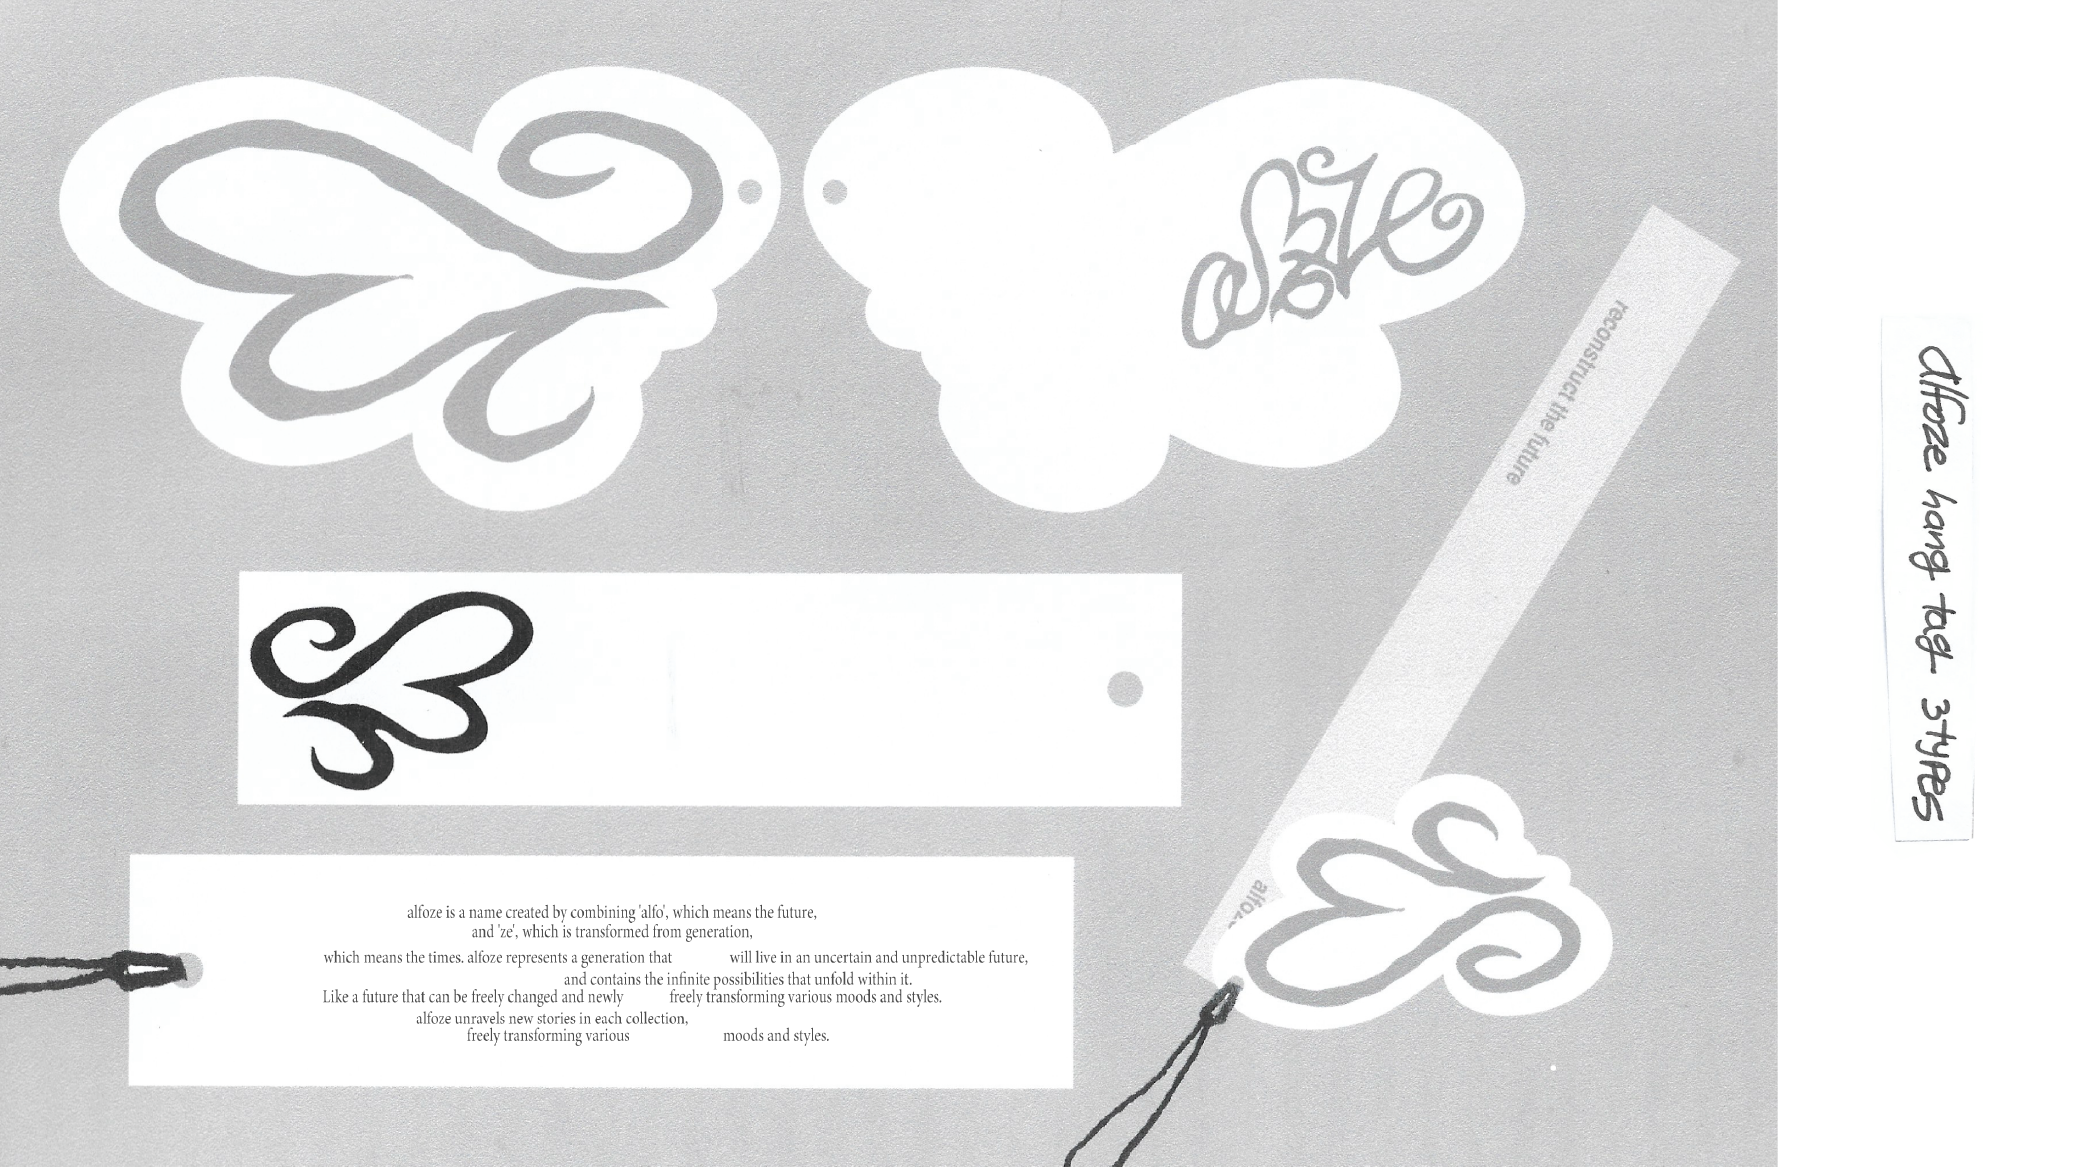 alfoze
reconstruct the future
alfoze is a name created by combining 'alfo', which means the future,
and 'ze', which is transformed from generation,
which means the times. alfoze represents a generation that will live in an uncertain and unpredictable future,
and contains the infinite possibilities that unfold within it.
Like a future that can be freely changed and newly freely transforming various moods and styles.
alfoze unravels new stories in each collection,
freely transforming various moods and styles.
alfoz
alfoze hang tag 3types